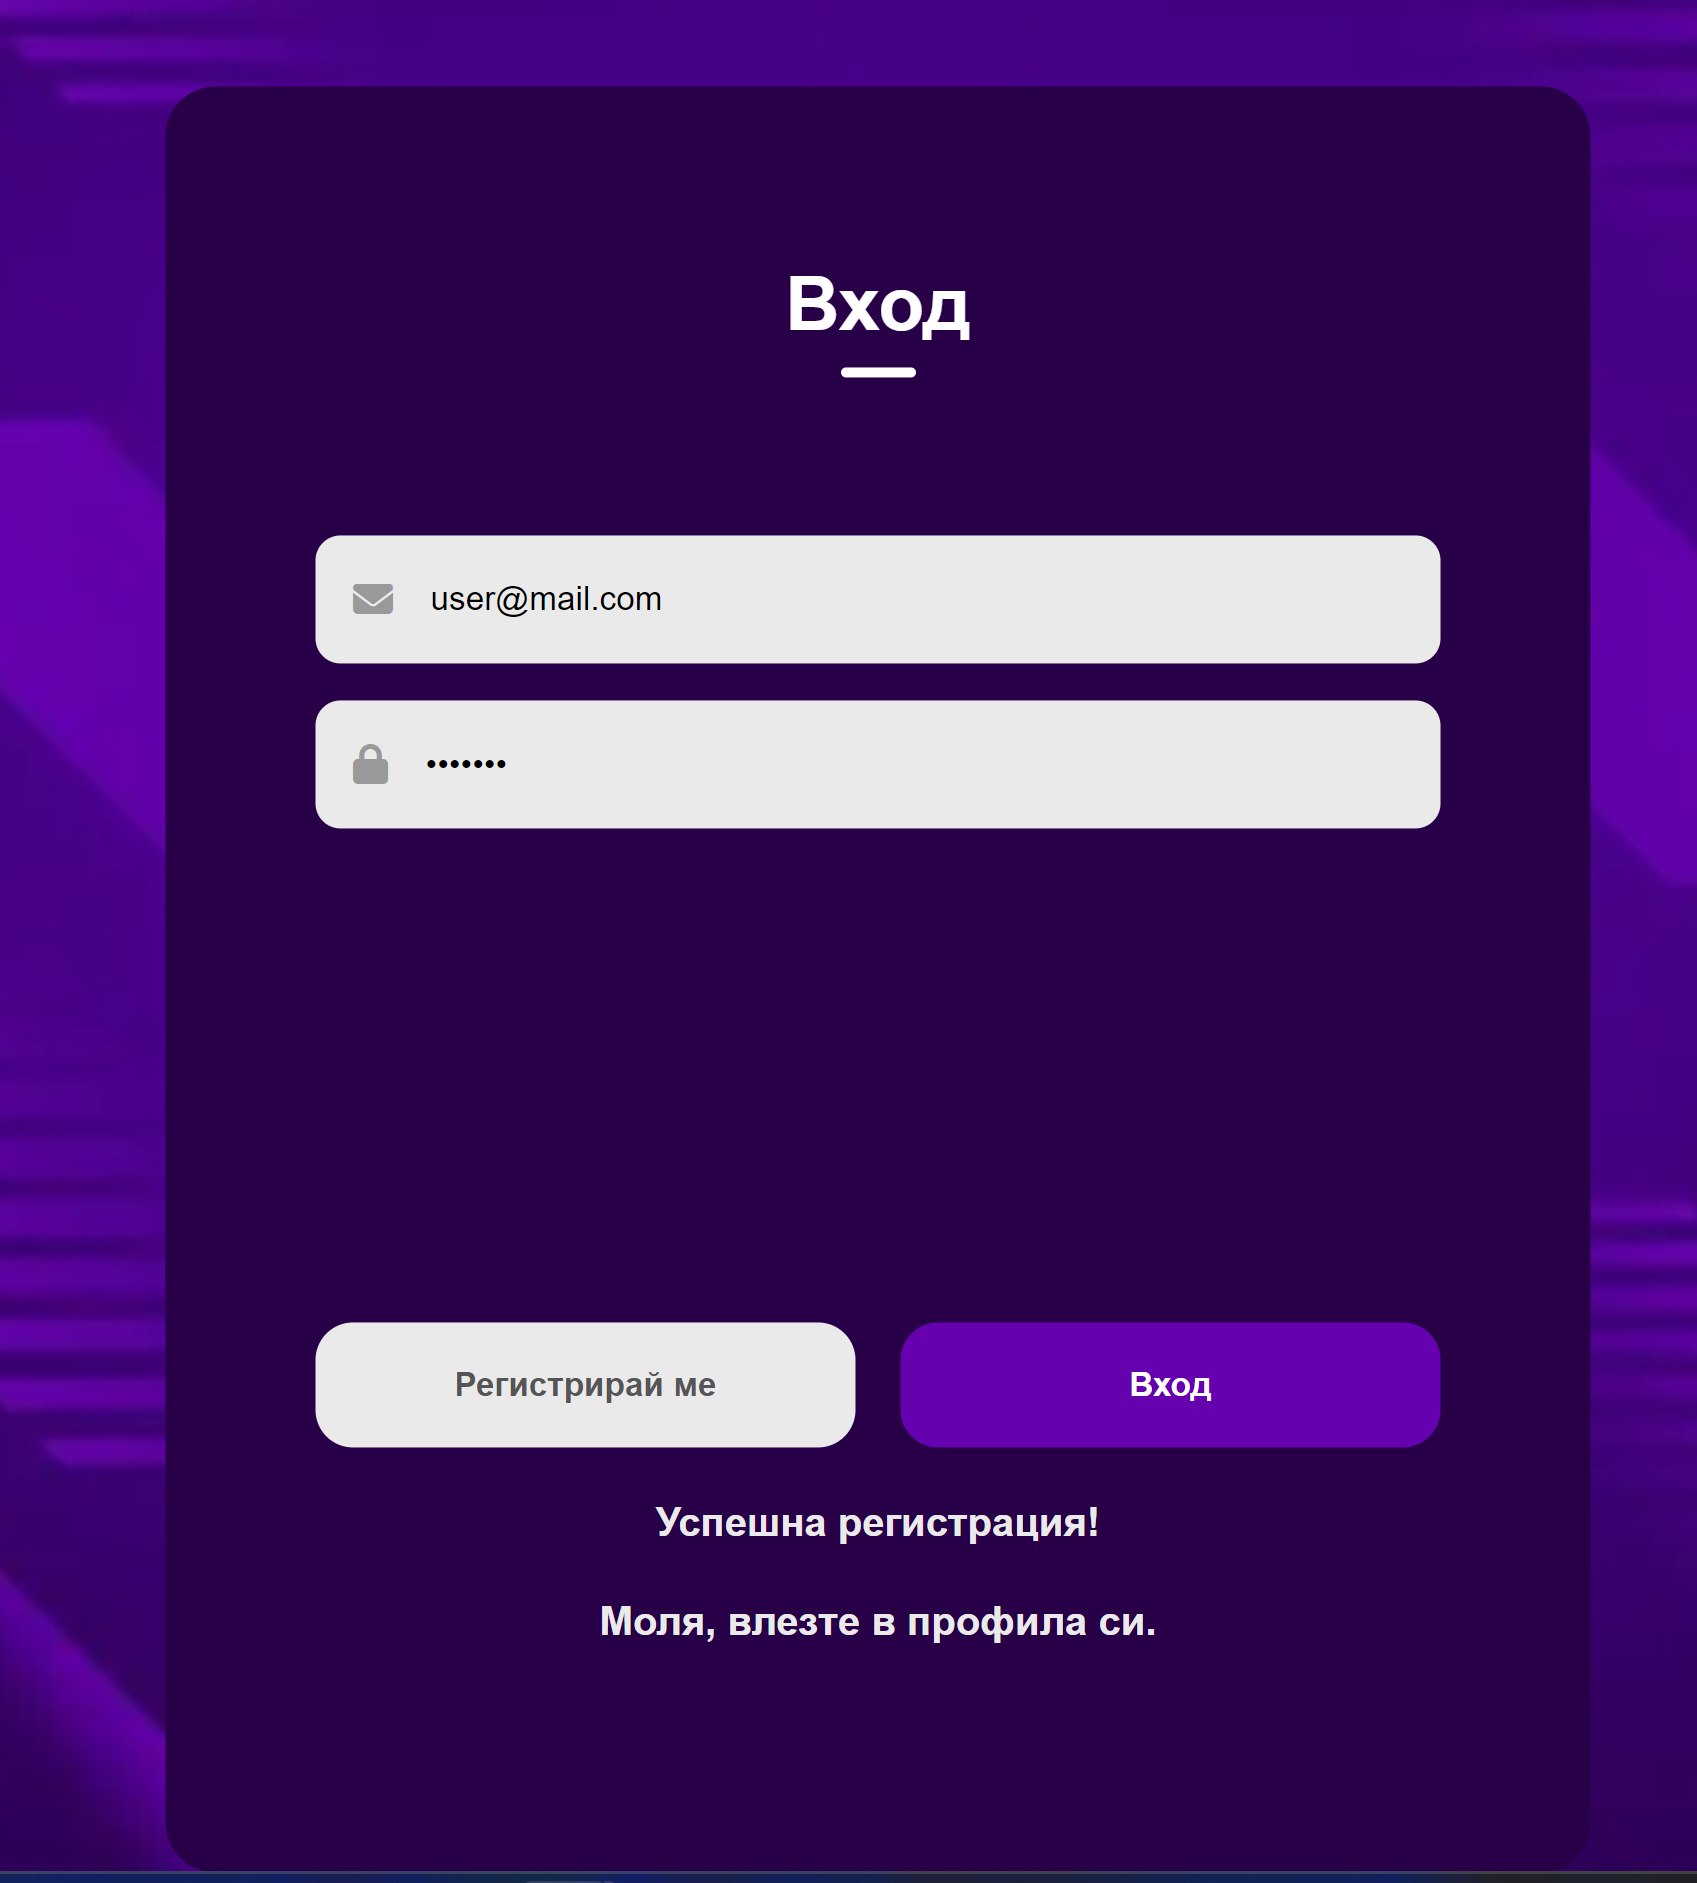 Вход
user@mail.com
•••••••
Регистрирай ме
Вход
Успешна регистрация!
Моля, влезте в профила си.